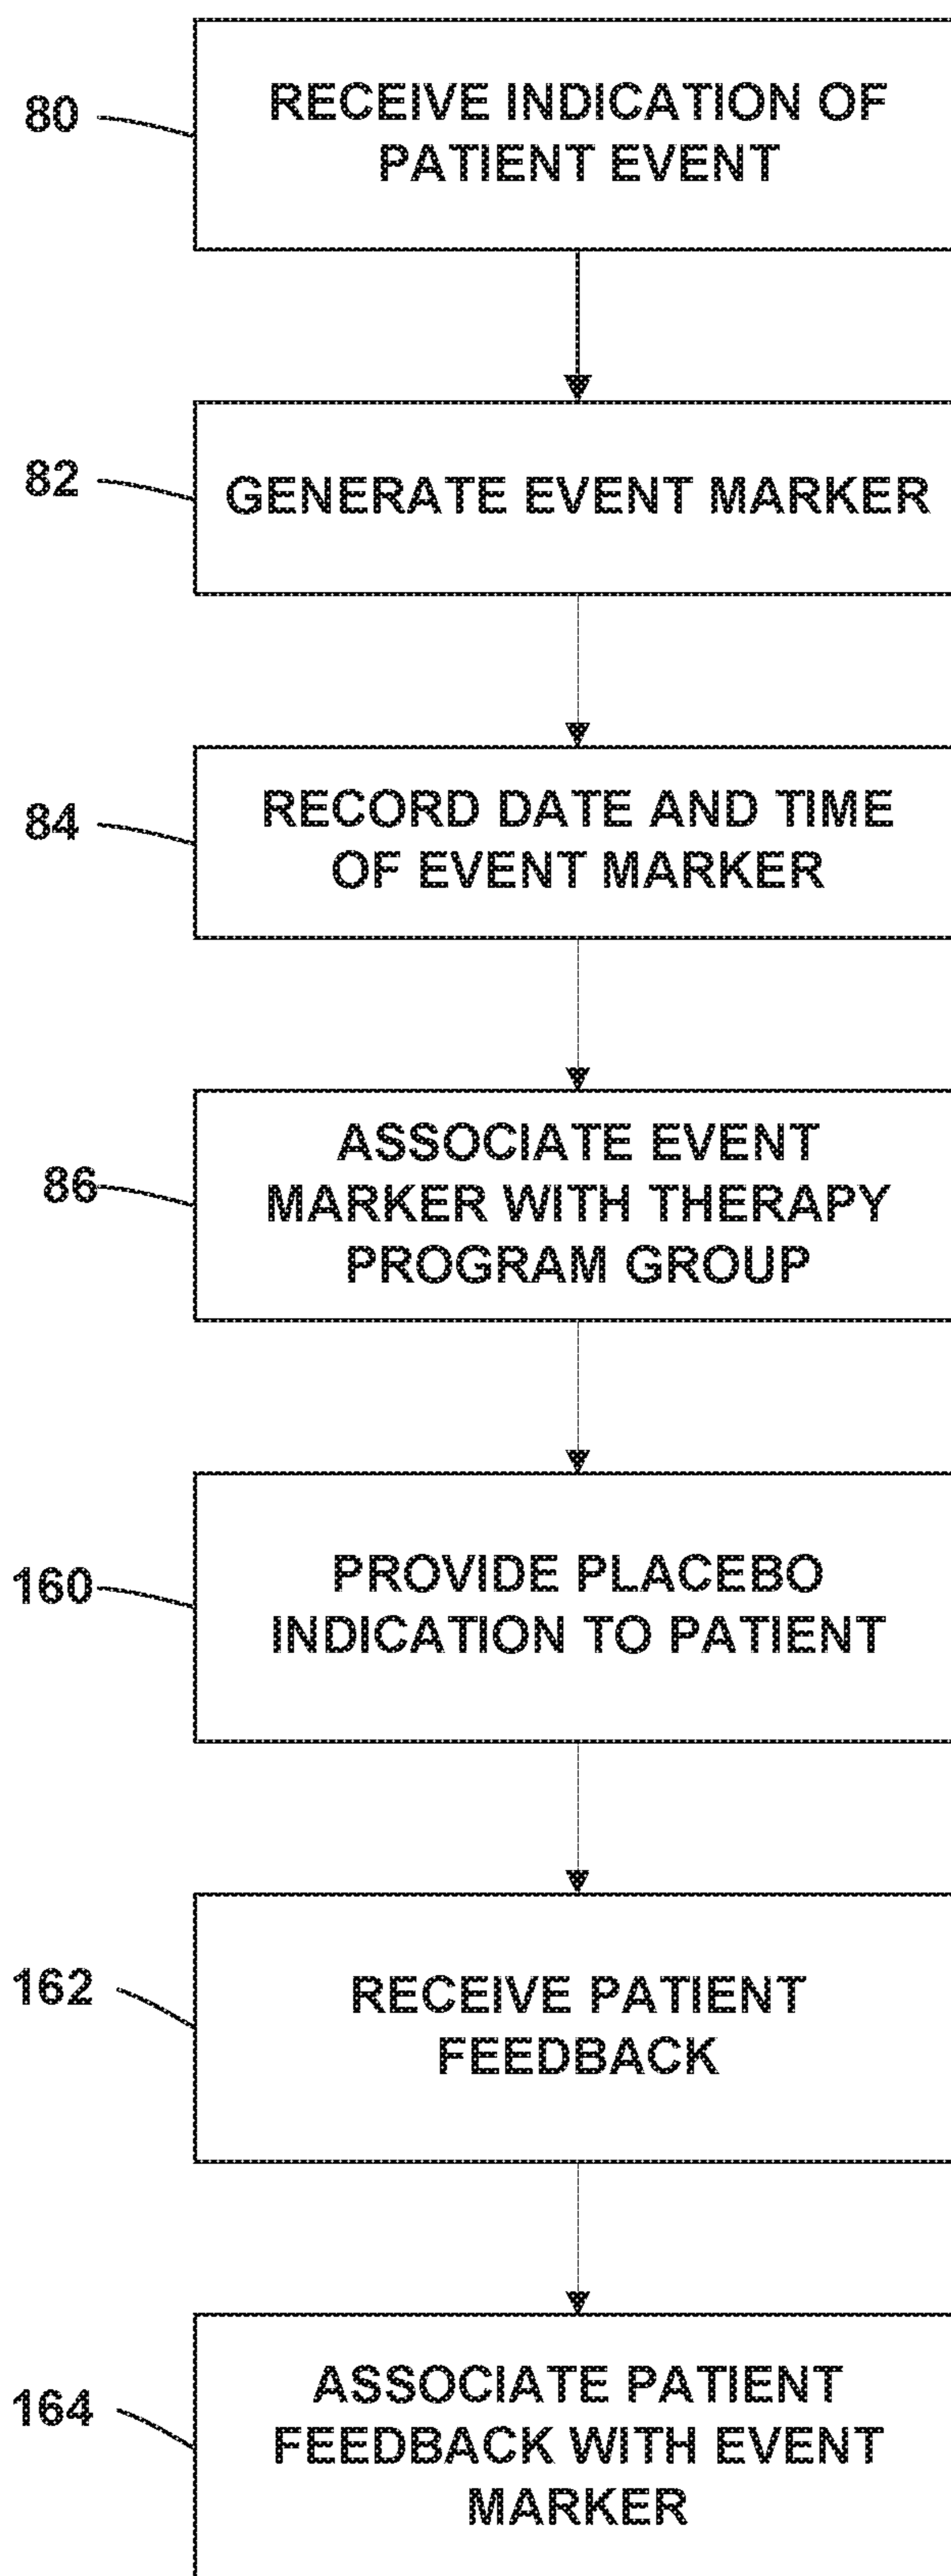 80
RECEIVE INDICATION OF
PATIENT EVENT
82
GENERATE EVENT MARKER
84
RECORD DATE AND TIME
OF EVENT MARKER
86
ASSOCIATE EVENT
MARKER WITH THERAPY
PROGRAM GROUP
160
PROVIDE PLACEBO
INDICATION TO PATIENT
162
RECEIVE PATIENT
FEEDBACK
164
ASSOCIATE PATIENT
FEEDBACK WITH EVENT
MARKER